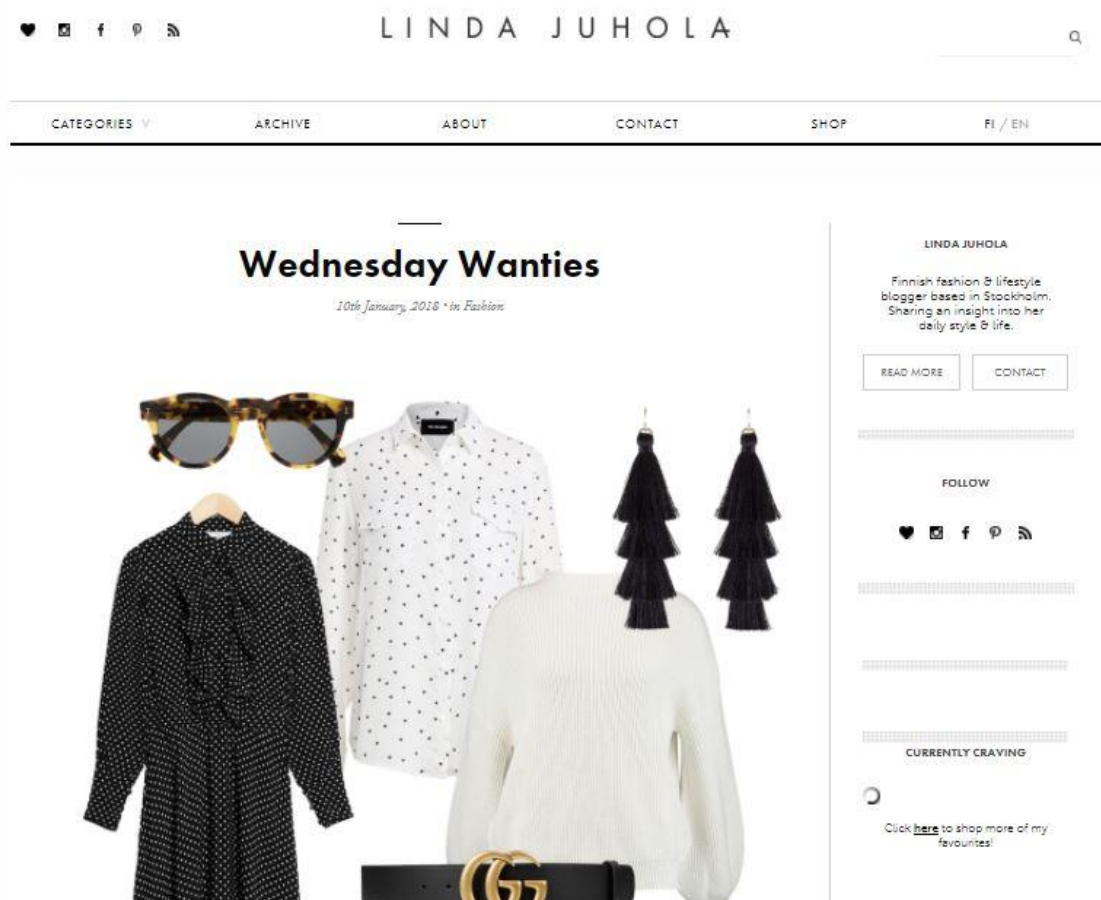 LINDA JUHOLA
CATEGORIES V
ARCHIVE
ABOUT
CONTACT
SHOP
FI / EN
Wednesday Wanties
10th January, 2018 • in Fashion
LINDA JUHOLA
Finnish fashion & lifestyle
blogger based in Stockholm.
Sharing an insight into her
daily style & life.
READ MORE
CONTACT
FOLLOW
CURRENTLY CRAVING
Click here to shop more of my
favourites!